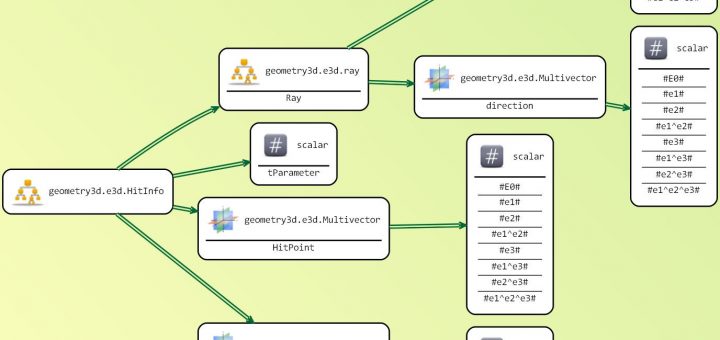 geometry3d.e3d.ray
Ray
geometry3d.e3d.Multivector
direction
# scalar
#E0#
#e1#
#e2#
#e1^e2#
#e3#
#e1^e3#
#e2^e3#
#e1^e2^e3#
# scalar
tParameter
geometry3d.e3d.HitInfo
geometry3d.e3d.Multivector
HitPoint
# scalar
#E0#
#e1#
#e2#
#e1^e2#
#e3#
#e1^e3#
#e2^e3#
#e1^e2^e3#